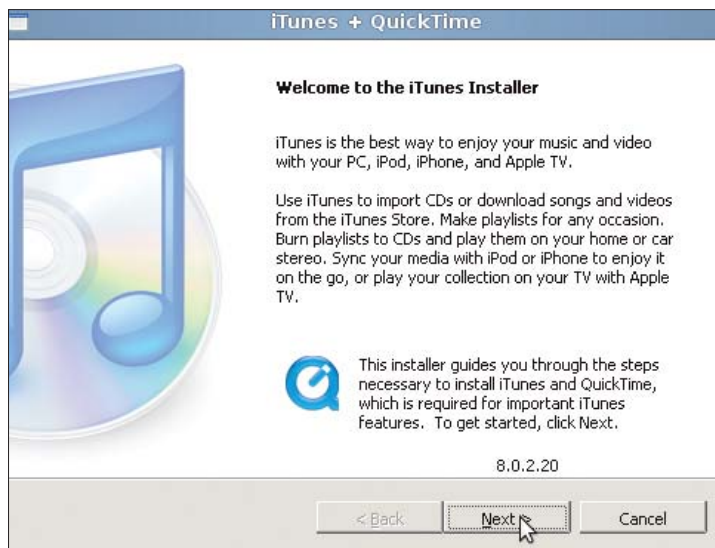 iTunes + QuickTime
Welcome to the iTunes Installer
iTunes is the best way to enjoy your music and video
with your PC, iPod, iPhone, and Apple TV.
Use iTunes to import CDs or download songs and videos
from the iTunes Store. Make playlists for any occasion.
Burn playlists to CDs and play them on your home or car
stereo. Sync your media with iPod or iPhone to enjoy it
on the go, or play your collection on your TV with Apple
TV.
This installer guides you through the steps
necessary to install iTunes and QuickTime,
which is required for important iTunes
features. To get started, click Next.
8.0.2.20
< Back Next > Cancel